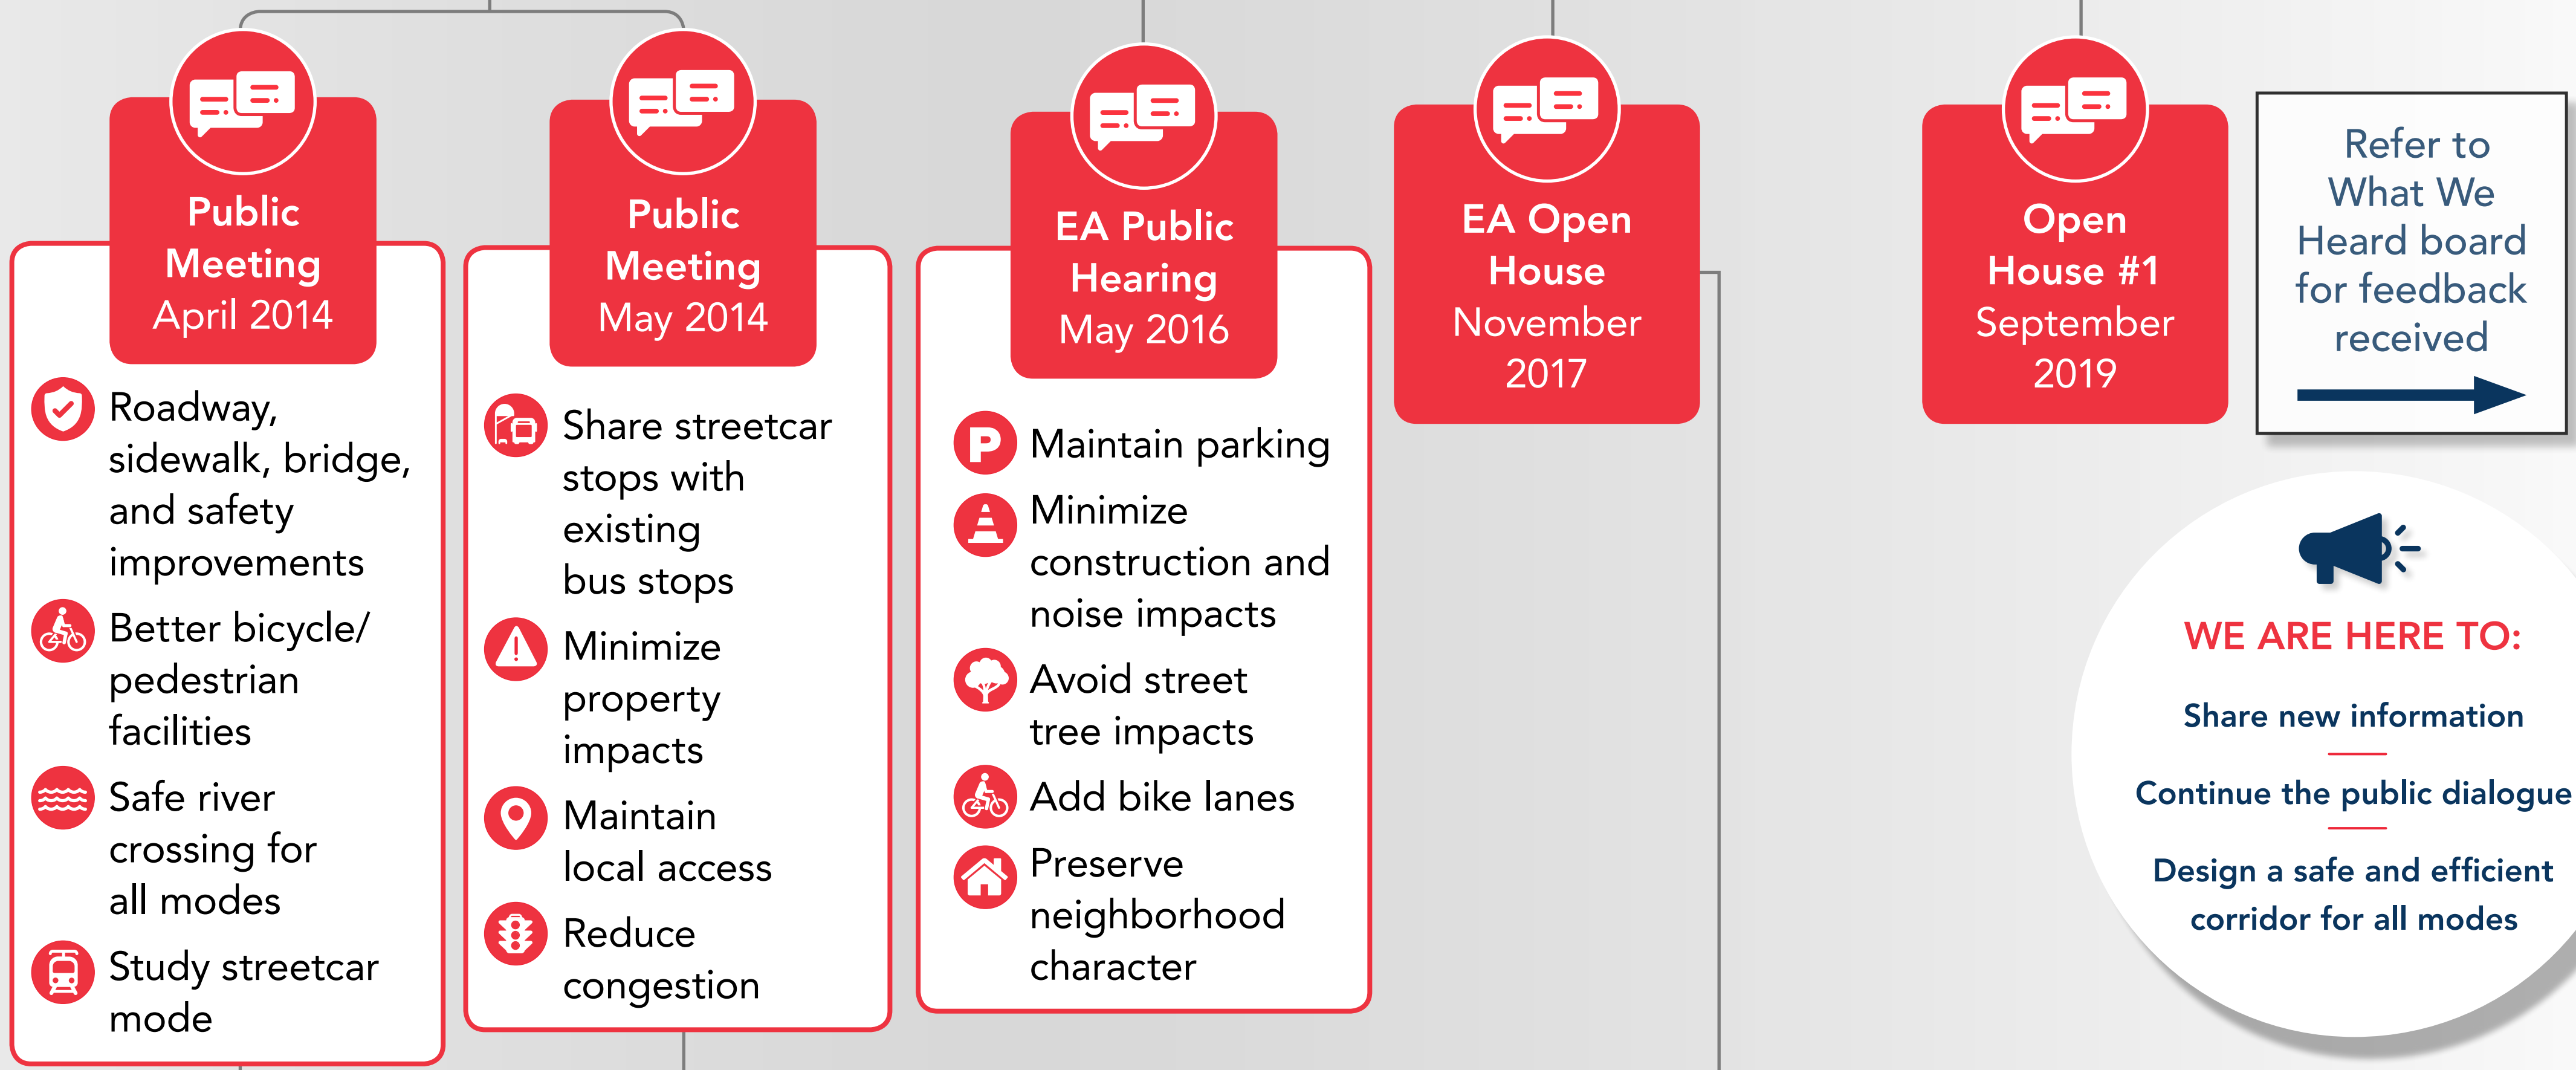 Public
Meeting
April 2014
Roadway,
sidewalk, bridge,
and safety
improvements
Better bicycle/
pedestrian
facilities
Safe river
crossing for
all modes
Study streetcar
mode
Public
Meeting
May 2014
Share streetcar
stops with
existing
bus stops
Minimize
property
impacts
Maintain
local access
Reduce
congestion
EA Public
Hearing
May 2016
P
Maintain parking
Minimize
construction and
noise impacts
Avoid street
tree impacts
Add bike lanes
Preserve
neighborhood
character
EA Open
House
November
2017
Open
House #1
September
2019
Refer to
What We
Heard board
for feedback
received
WE ARE HERE TO:
Share new information
Continue the public dialogue
Design a safe and efficient
corridor for all modes